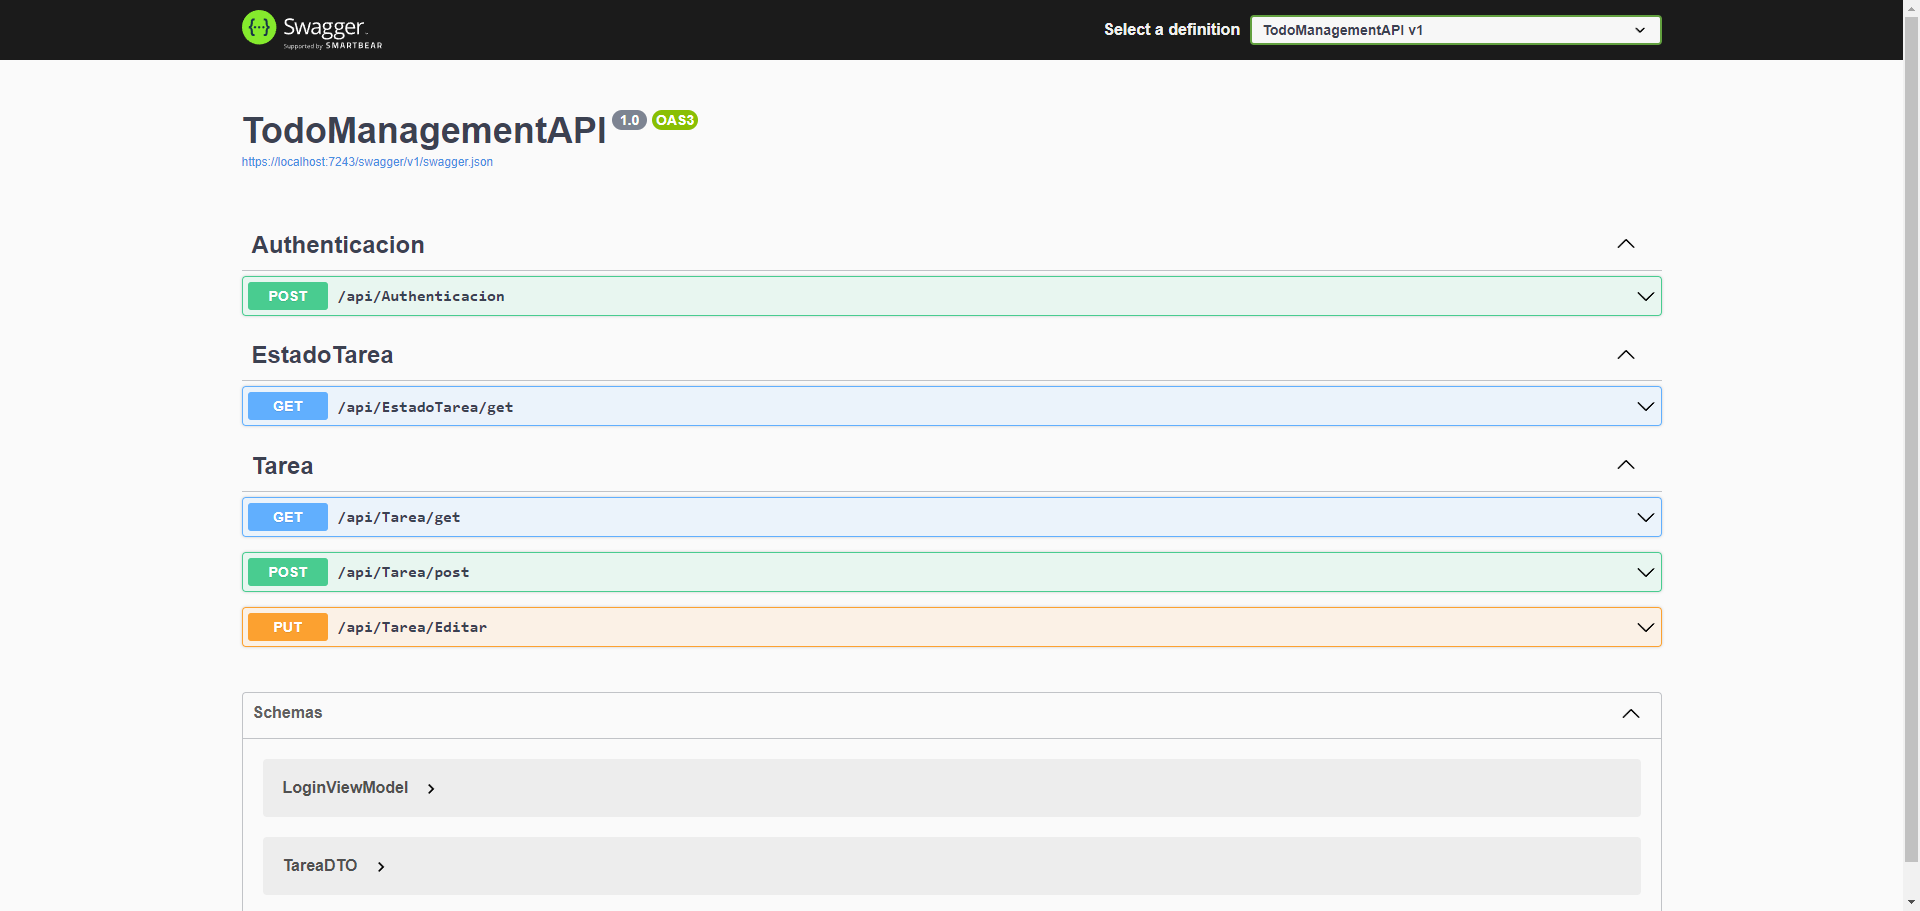 Swagger
Supported by SMARTBEAR
Select a definition
TodoManagementAPI v1
TodoManagementAPI 1.0 OAS3
https://localhost:7243/swagger/v1/swagger.json
Authenticacion
POST /api/Authenticacion
EstadoTarea
GET /api/EstadoTarea/get
Tarea
GET /api/Tarea/get
POST /api/Tarea/post
PUT /api/Tarea/Editar
Schemas
LoginViewModel
TareaDTO